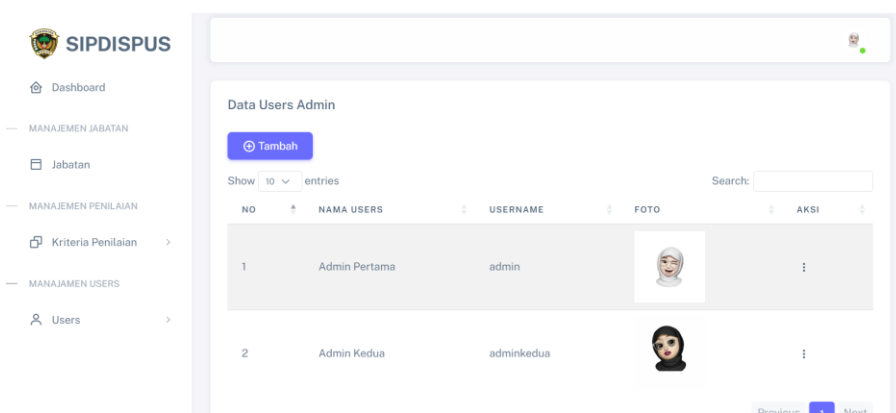 SIPDISPUS
Dashboard
MANAJEMEN JABATAN
Jabatan
MANAJEMEN PENILAIAN
Kriteria Penilaian
MANAJAMEN USERS
Users
Data Users Admin
Tambah
Show 10 entries
Search:
NO NAMA USERS USERNAME FOTO AKSI
1 Admin Pertama admin
2 Admin Kedua adminkedua
Previous 1 Next